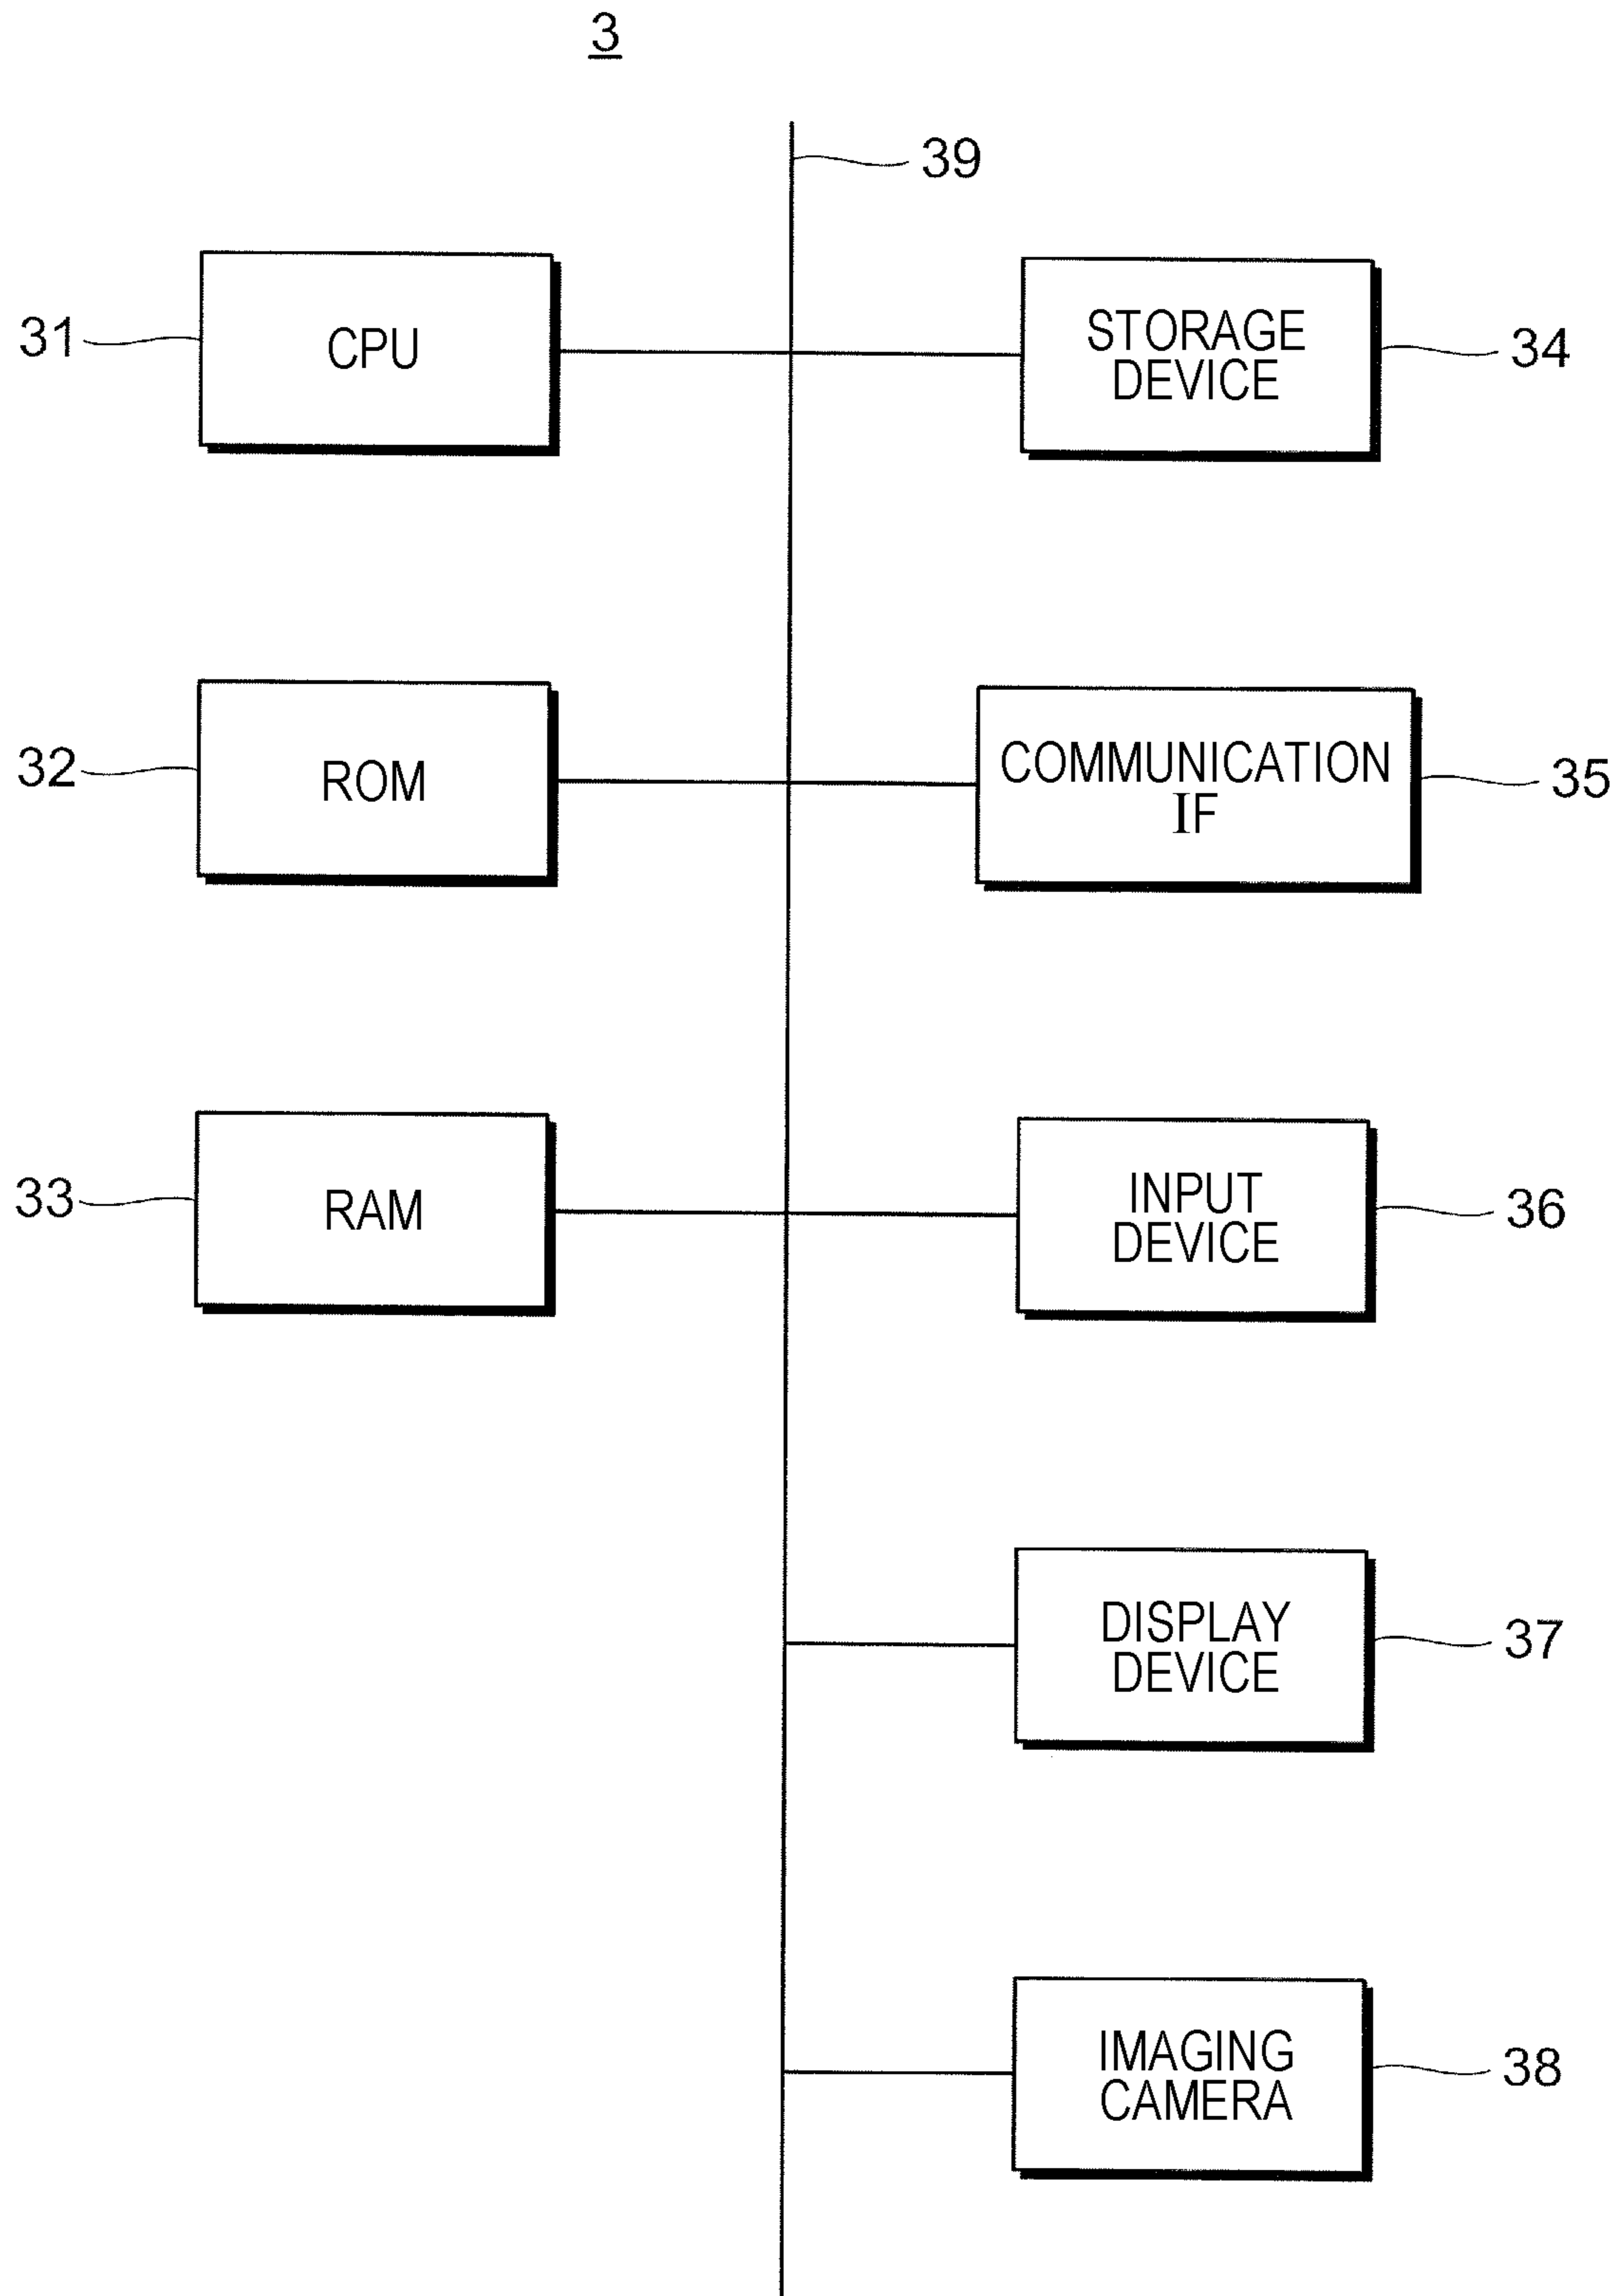 3
39
31
CPU
STORAGE
DEVICE
34
32
ROM
COMMUNICATION
IF
35
33
RAM
INPUT
DEVICE
36
DISPLAY
DEVICE
37
IMAGING
CAMERA
38